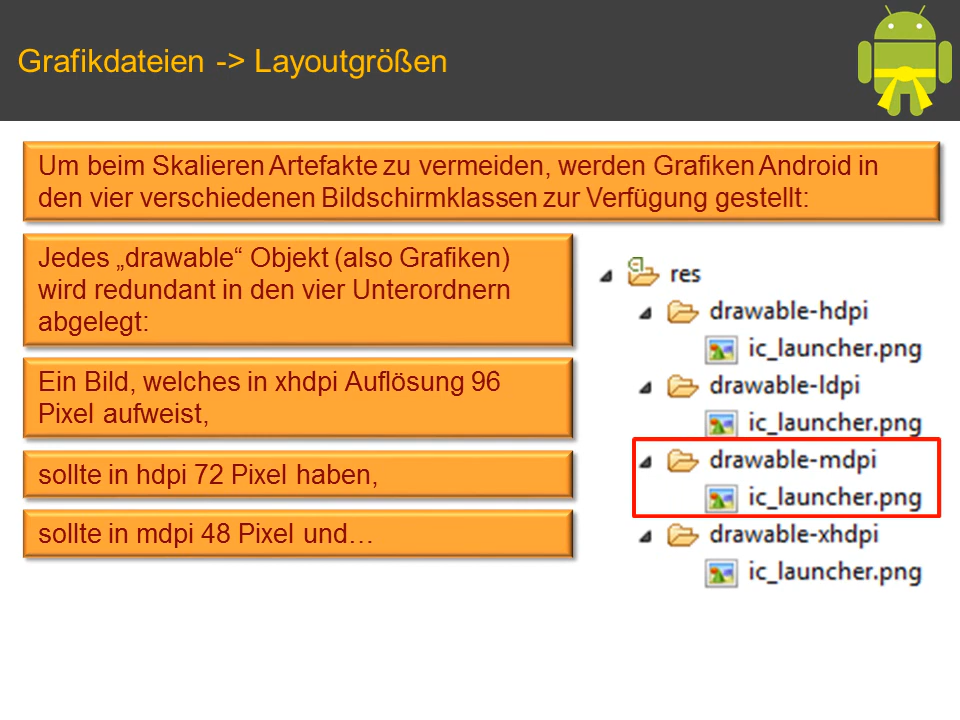 Grafikdateien -> Layoutgrößen
Um beim Skalieren Artefakte zu vermeiden, werden Grafiken Android in
den vier verschiedenen Bildschirmklassen zur Verfügung gestellt:
Jedes „drawable“ Objekt (also Grafiken)
wird redundant in den vier Unterordnern
abgelegt:
Ein Bild, welches in xhdpi Auflösung 96
Pixel aufweist,
sollte in hdpi 72 Pixel haben,
sollte in mdpi 48 Pixel und…
res
drawable-hdpi
ic_launcher.png
drawable-ldpi
ic_launcher.png
drawable-mdpi
ic_launcher.png
drawable-xhdpi
ic_launcher.png